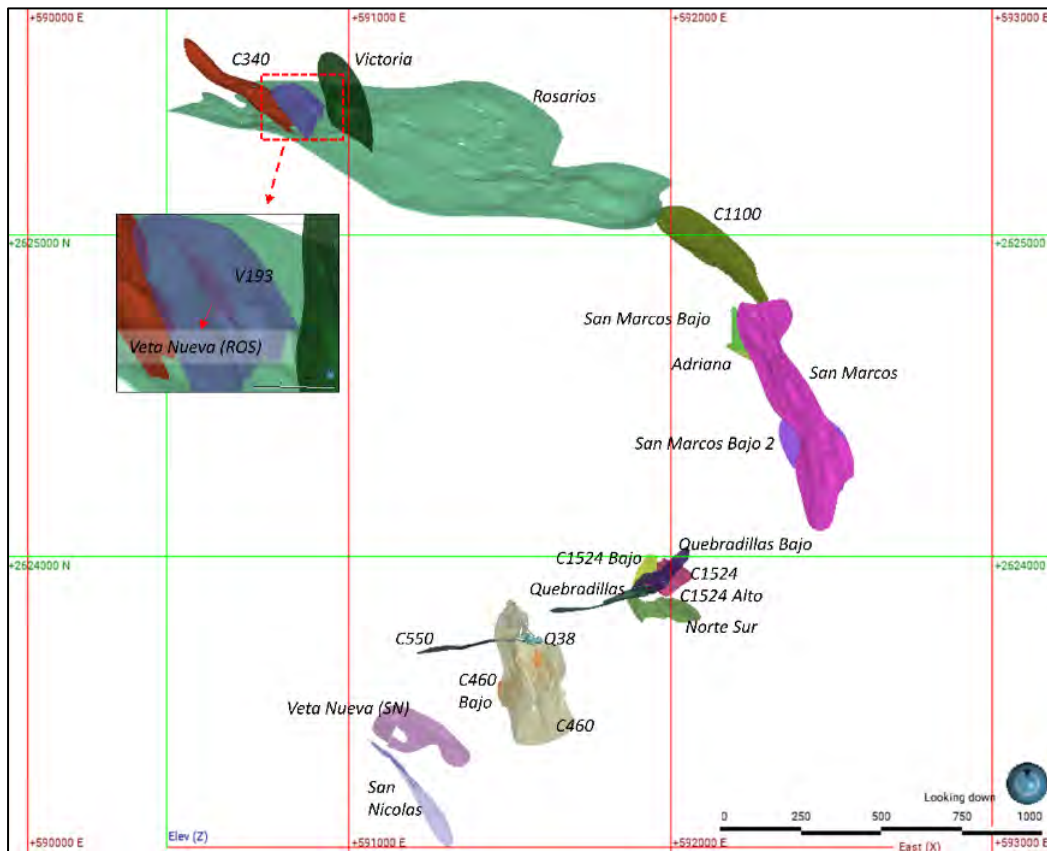 +590000 E
+591000 E
+592000 E
+593000 E
C340
Victoria
Rosarios
C1100
+2625000 N
+2625000 N
V193
Veta Nueva (ROS)
San Marcos Bajo
Adriana
San Marcos
San Marcos Bajo 2
Quebradillas Bajo
C1524 Bajo
+2624000 N
+2624000 N
C1524
Quebradillas
C1524 Alto
Norte Sur
C550
Q38
C460
Bajo
C460
Veta Nueva (SN)
San
Nicolas
Looking down
0 250 500 750 1000
Elev (Z)
+590000 E
+591000 E
+592000 E
East (X)
+593000 E